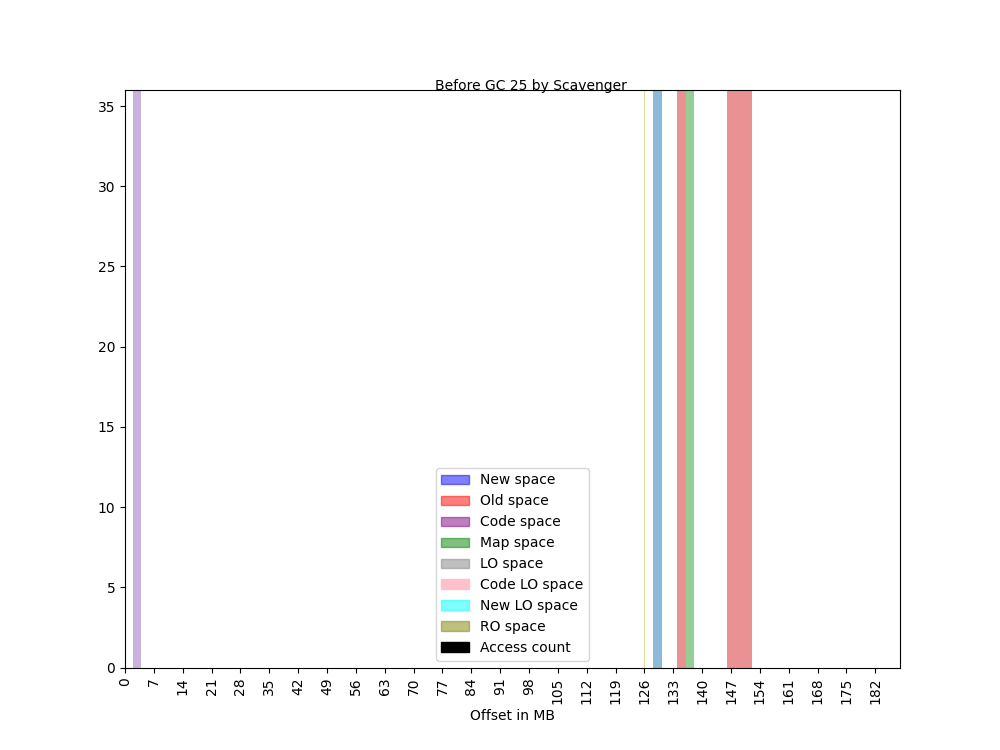 Before GC 25 by Scavenger
35
30
25
20
15
10
5
0
New space
Old space
Code space
Map space
LO space
Code LO space
New LO space
RO space
Access count
0 7 14 21 28 35 42 49 56 63 70 77 84 91 98 105 112 119 126 133 140 147 154 161 168 175 182
Offset in MB